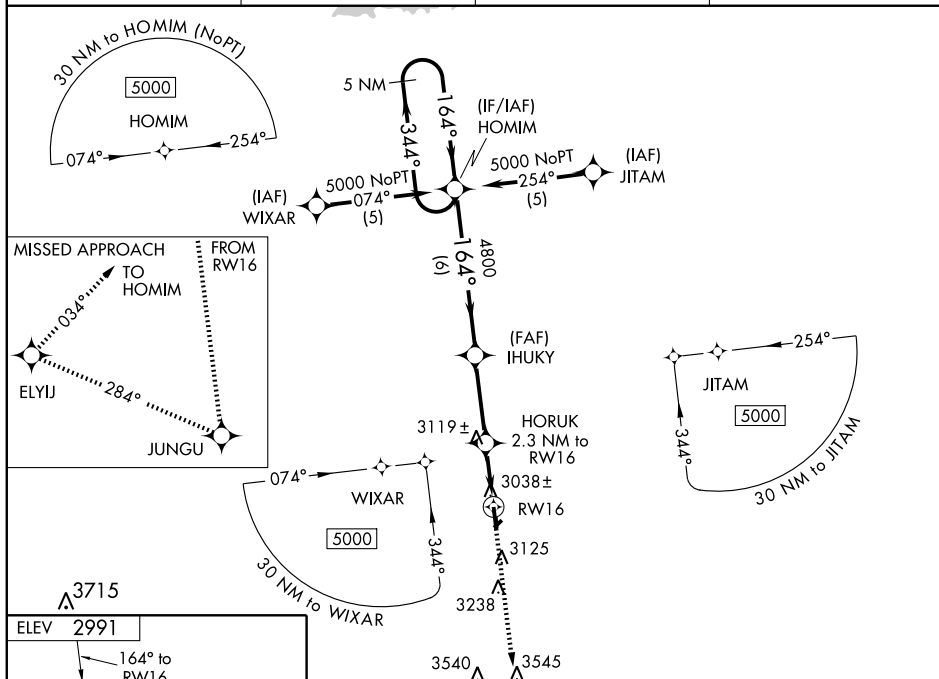 30 NM to HOMIM (NoPT)
5000
HOMIM
074°
254°
5 NM
344°
164°
(IF/IAF)
HOMIM
5000 NoPT
254°
(5)
(IAF)
JITAM
(IAF)
WIXAR
5000 NoPT
074°
(5)
4800
164°
(6)
MISSED APPROACH
TO
HOMIM
FROM
RW16
034°
ELYIJ
284°
JUNGU
(FAF)
IHUKY
254°
JITAM
5000
344°
30 NM to JITAM
3119 ±
HORUK
2.3 NM to
RW16
3038 ±
RW16
074°
WIXAR
5000
344°
30 NM to WIXAR
3125
3238
3715
3540
3545
ELEV 2991
164° to
RW16